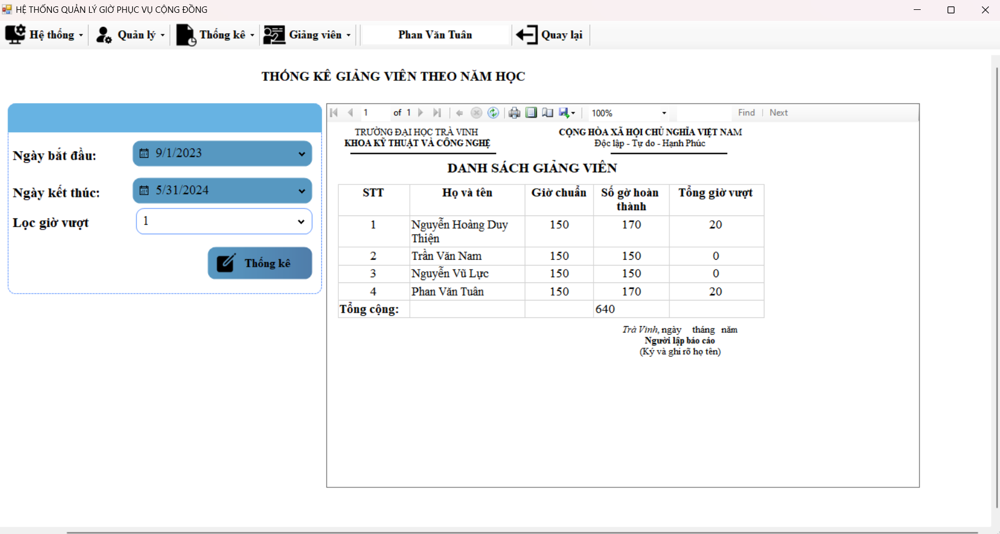 HỆ THỐNG QUẢN LÝ GIỜ PHỤC VỤ CỘNG ĐỒNG
Hệ thống Quản lý Thống kê Giảng viên Phan Văn Tuân Quay lại
THỐNG KÊ GIẢNG VIÊN THEO NĂM HỌC
Ngày bắt đầu: 9/1/2023
Ngày kết thúc: 5/31/2024
Lọc giờ vượt 1
Thống kê
1 of 1 100% Find | Next
TRƯỜNG ĐẠI HỌC TRÀ VINH CỘNG HÒA XÃ HỘI CHỦ NGHĨA VIỆT NAM
KHOA KỸ THUẬT VÀ CÔNG NGHỆ Độc lập - Tự do - Hạnh Phúc
DANH SÁCH GIẢNG VIÊN
STT Họ và tên Giờ chuẩn Số gờ hoàn thành Tổng giờ vượt
1 Nguyễn Hoàng Duy Thiện 150 170 20
2 Trần Văn Nam 150 150 0
3 Nguyễn Vũ Lực 150 150 0
4 Phan Văn Tuân 150 170 20
Tổng cộng: 640
Trà Vinh, ngày tháng năm
Người lập báo cáo
(Ký và ghi rõ họ tên)